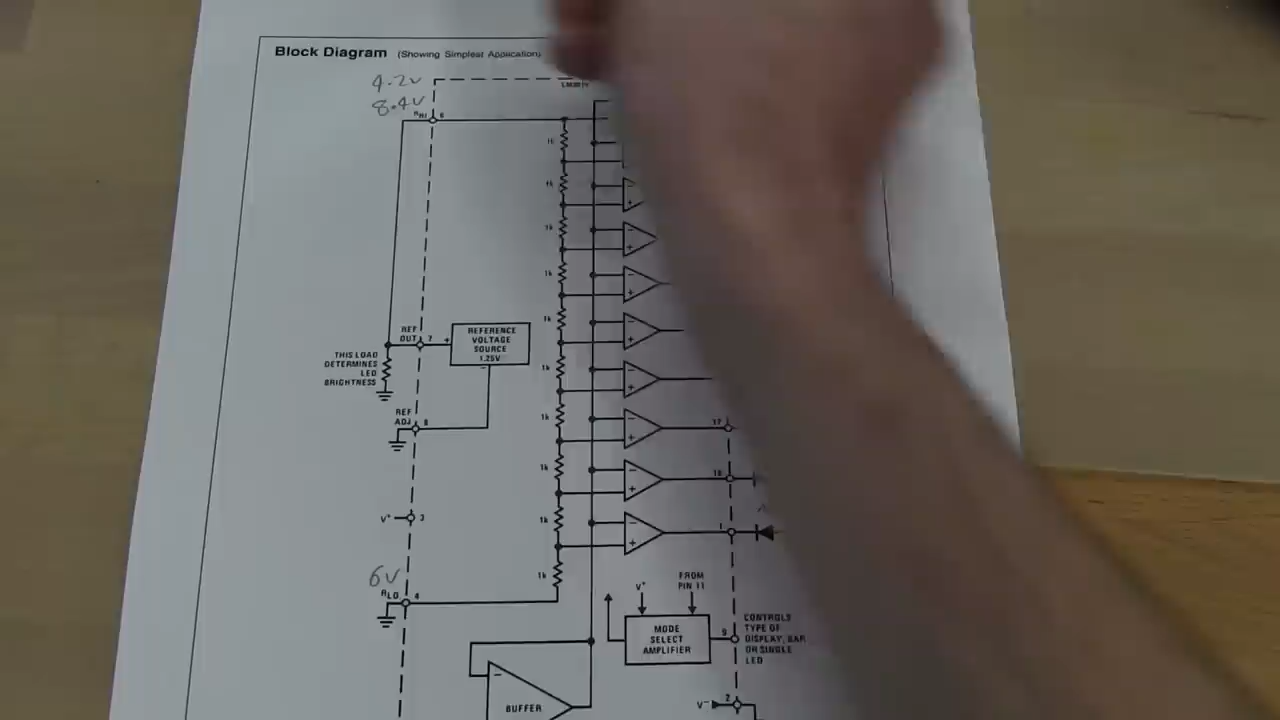 Block Diagram (Showing Simplest Application)
4.2v
8.4v
RHI 6
1k
1k
1k
1k
1k
1k
1k
1k
1k
1k
REF
OUT 7
REFERENCE
VOLTAGE
SOURCE
1.25V
THIS LOAD
DETERMINES
LED
BRIGHTNESS
REF
ADJ 8
17
18
1
V+ 3
6v
RLO 4
V+
FROM
PIN 11
MODE
SELECT
AMPLIFIER
9
CONTROLS
TYPE OF
DISPLAY, BAR
OR SINGLE
LED
BUFFER
V− 2